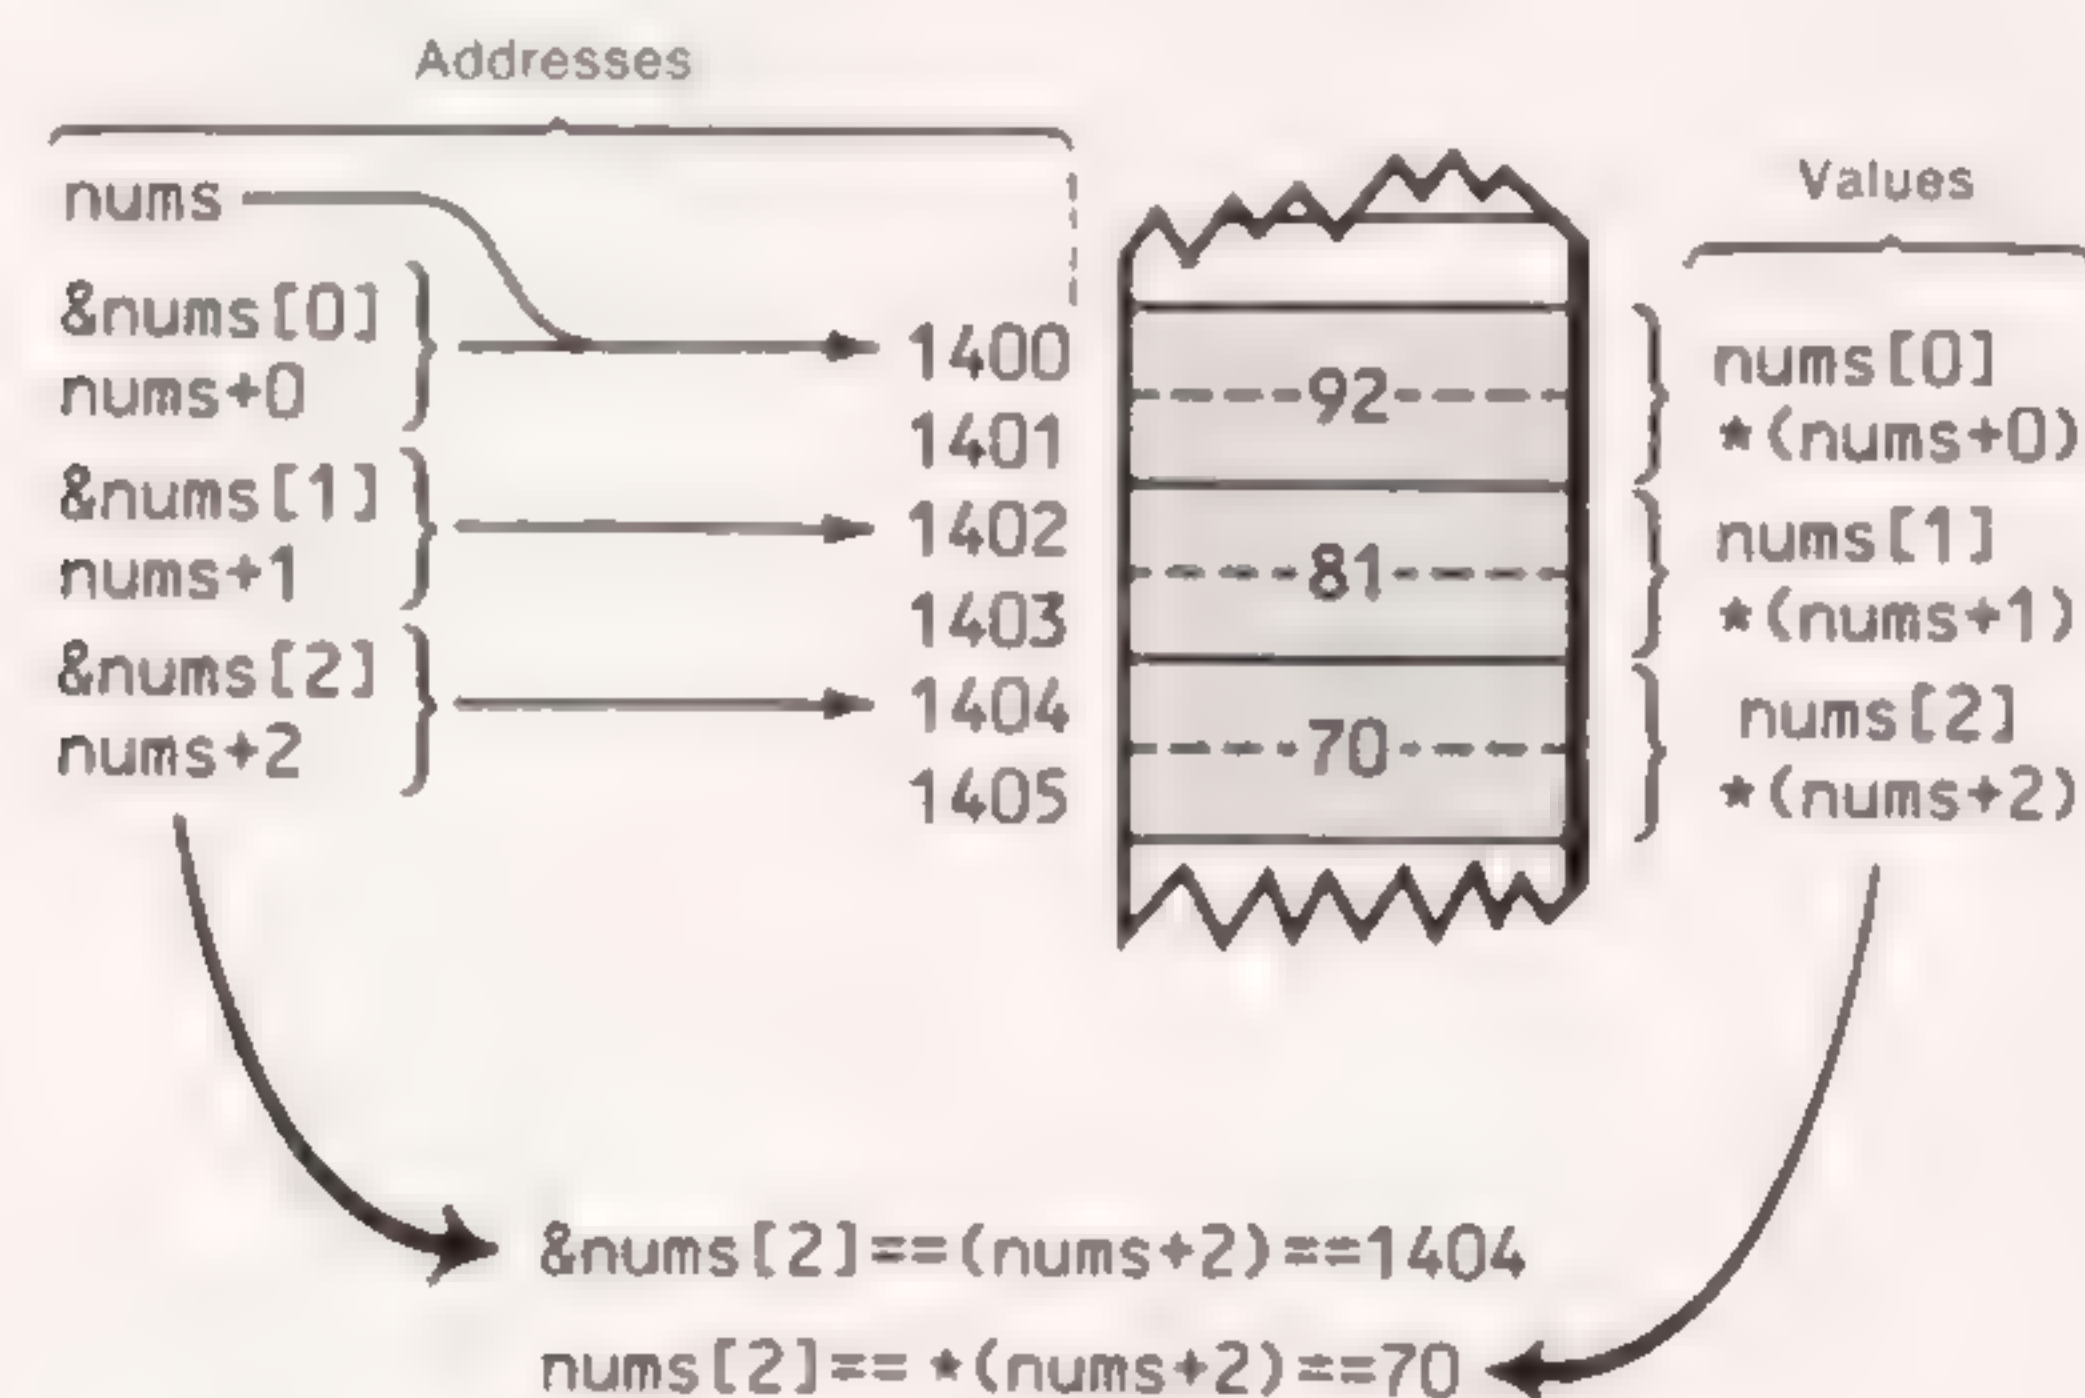 Addresses
nums
&nums[0]
nums+0
&nums[1]
nums+1
&nums[2]
nums+2
1400
1401
1402
1403
1404
1405
92
81
70
Values
nums[0]
*(nums+0)
nums[1]
*(nums+1)
nums[2]
*(nums+2)
&nums[2]==(nums+2)==1404
nums[2]== *(nums+2)==70